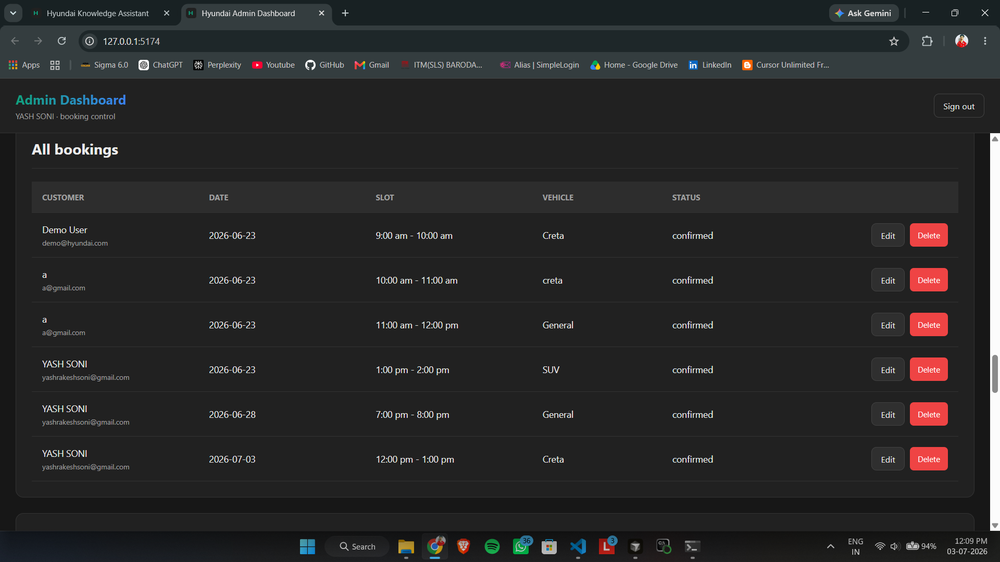 Hyundai Knowledge Assistant
Hyundai Admin Dashboard
Ask Gemini
127.0.0.1:5174
Apps
Sigma 6.0
ChatGPT
Perplexity
Youtube
GitHub
Gmail
ITM(SLS) BARODA...
Alias | SimpleLogin
Home - Google Drive
LinkedIn
Cursor Unlimited Fr...
Admin Dashboard
YASH SONI · booking control
Sign out
All bookings
CUSTOMER DATE SLOT VEHICLE STATUS
Demo User
demo@hyundai.com
2026-06-23 9:00 am - 10:00 am Creta confirmed Edit Delete
a
a@gmail.com
2026-06-23 10:00 am - 11:00 am creta confirmed Edit Delete
a
a@gmail.com
2026-06-23 11:00 am - 12:00 pm General confirmed Edit Delete
YASH SONI
yashrakeshsoni@gmail.com
2026-06-23 1:00 pm - 2:00 pm SUV confirmed Edit Delete
YASH SONI
yashrakeshsoni@gmail.com
2026-06-28 7:00 pm - 8:00 pm General confirmed Edit Delete
YASH SONI
yashrakeshsoni@gmail.com
2026-07-03 12:00 pm - 1:00 pm Creta confirmed Edit Delete
Search
36
3
ENG
IN
94%
12:09 PM
03-07-2026